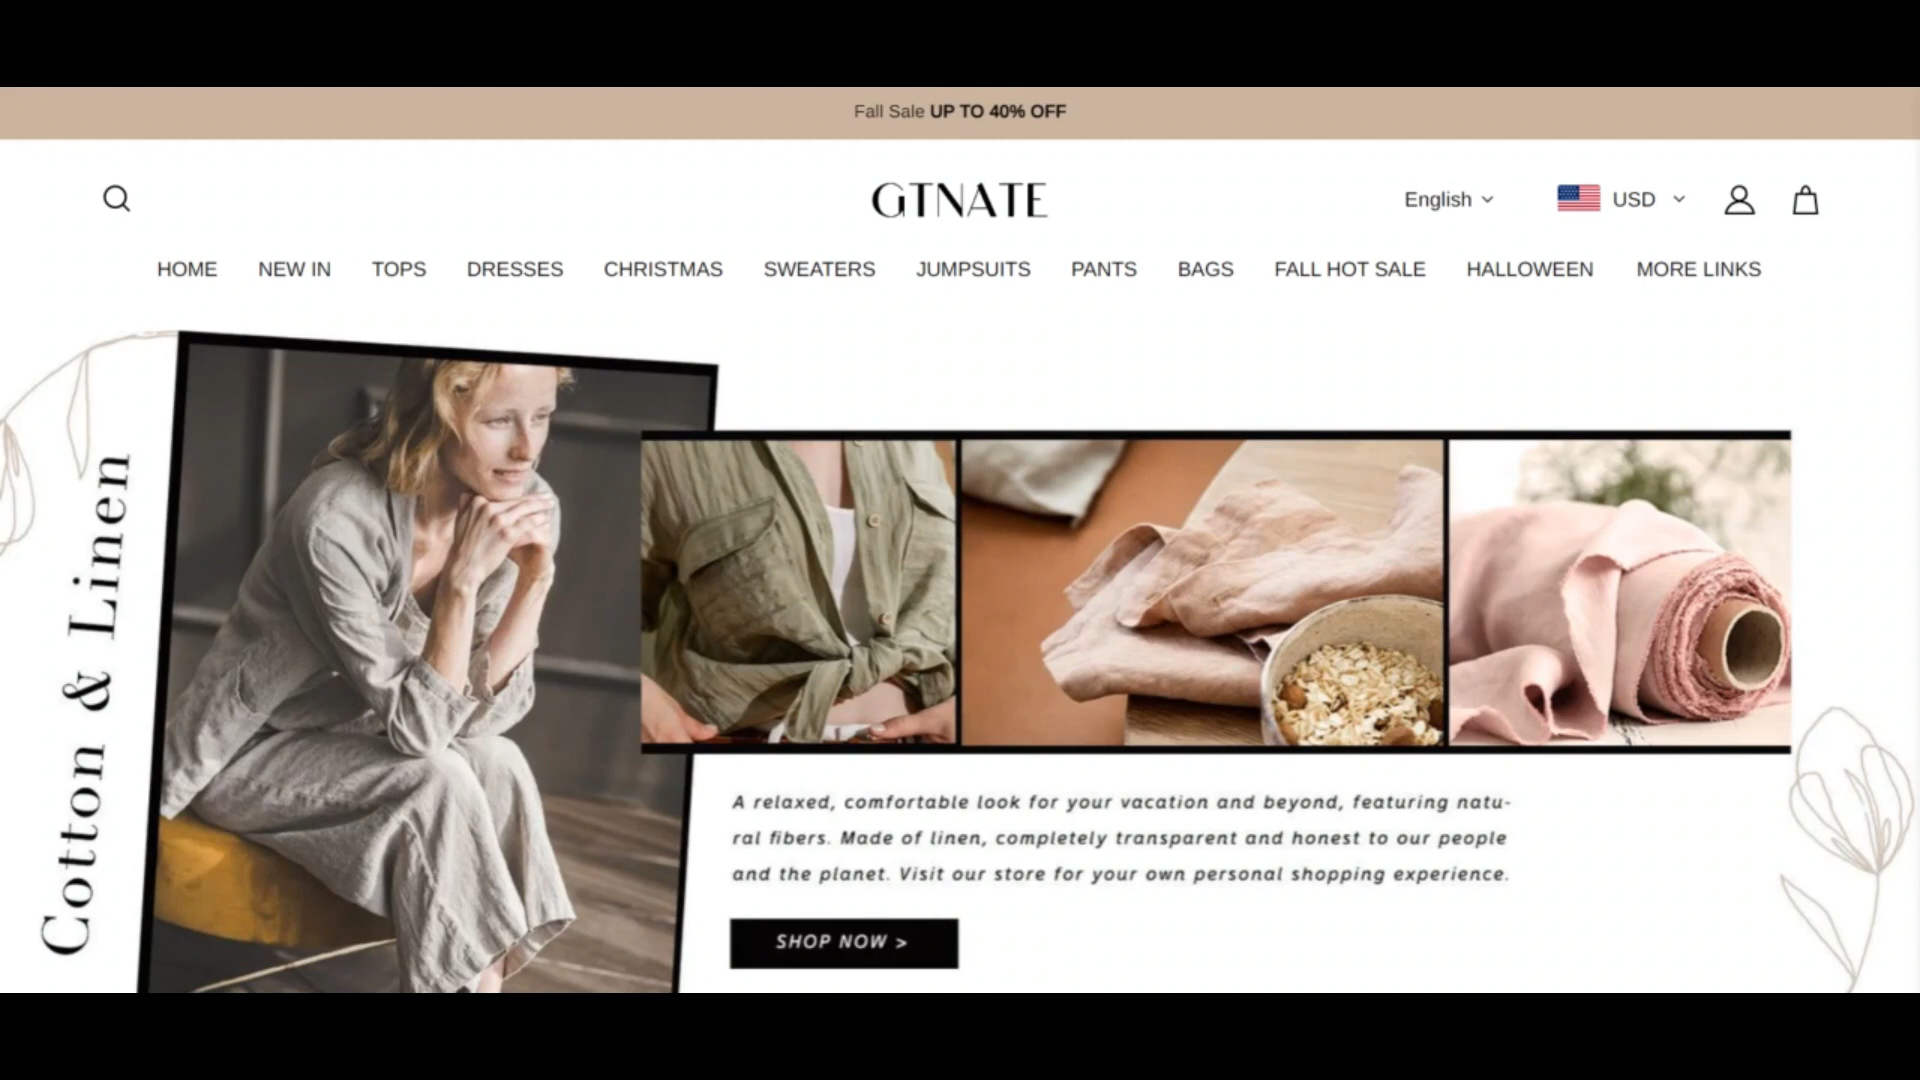 Fall Sale UP TO 40% OFF
GTNATE
English
USD
HOME NEW IN TOPS DRESSES CHRISTMAS SWEATERS JUMPSUITS PANTS BAGS FALL HOT SALE HALLOWEEN MORE LINKS
Cotton & Linen
A relaxed, comfortable look for your vacation and beyond, featuring natu-
ral fibers. Made of linen, completely transparent and honest to our people
and the planet. Visit our store for your own personal shopping experience.
SHOP NOW >